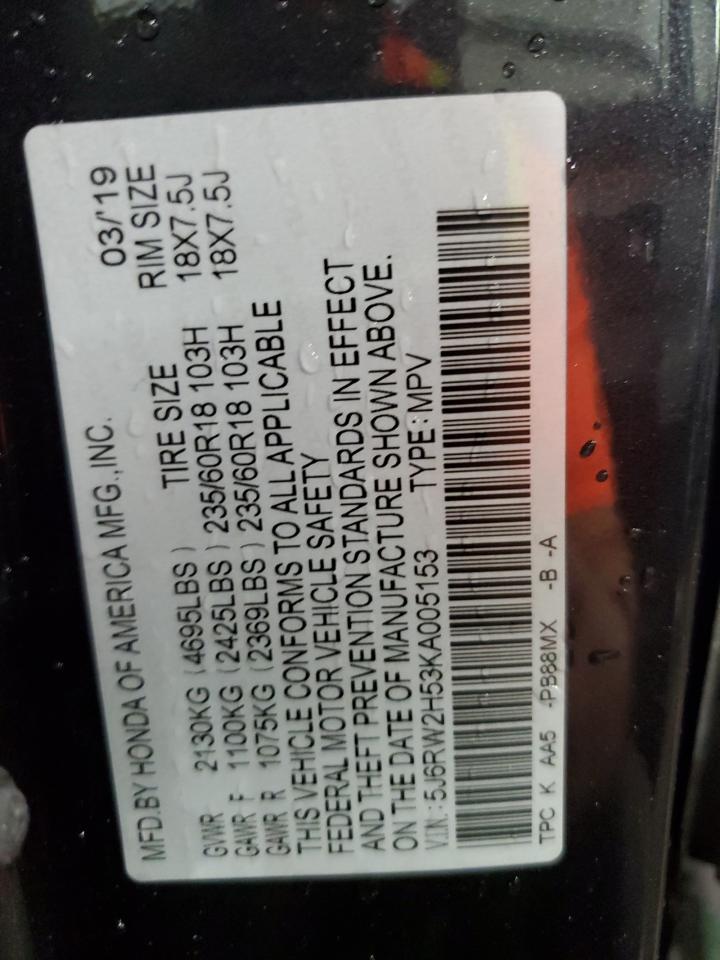 MFD.BY HONDA OF AMERICA MFG.,INC. 03/'19
TIRE SIZE RIM SIZE
GVWR 2130KG (4695LBS)
GAWR F 1100KG (2425LBS) 235/60R18 103H 18X7.5J
GAWR R 1075KG (2369LBS) 235/60R18 103H 18X7.5J
THIS VEHICLE CONFORMS TO ALL APPLICABLE
FEDERAL MOTOR VEHICLE SAFETY
AND THEFT PREVENTION STANDARDS IN EFFECT
ON THE DATE OF MANUFACTURE SHOWN ABOVE.
V.I.N.: 5J6RW2H53KA005153 TYPE: MPV
TPC K AA5 -PB88MX -B -A